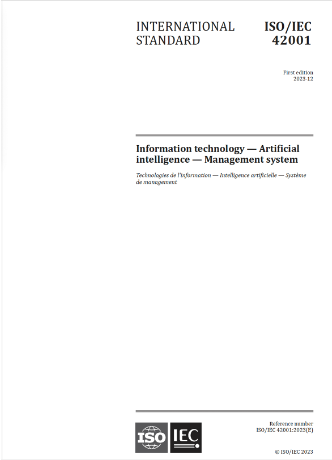 INTERNATIONAL
STANDARD
ISO/IEC
42001
First edition
2023-12
Information technology — Artificial
intelligence — Management system
Technologies de l'information — Intelligence artificielle — Système
de management
ISO
IEC
Reference number
ISO/IEC 42001:2023(E)
© ISO/IEC 2023